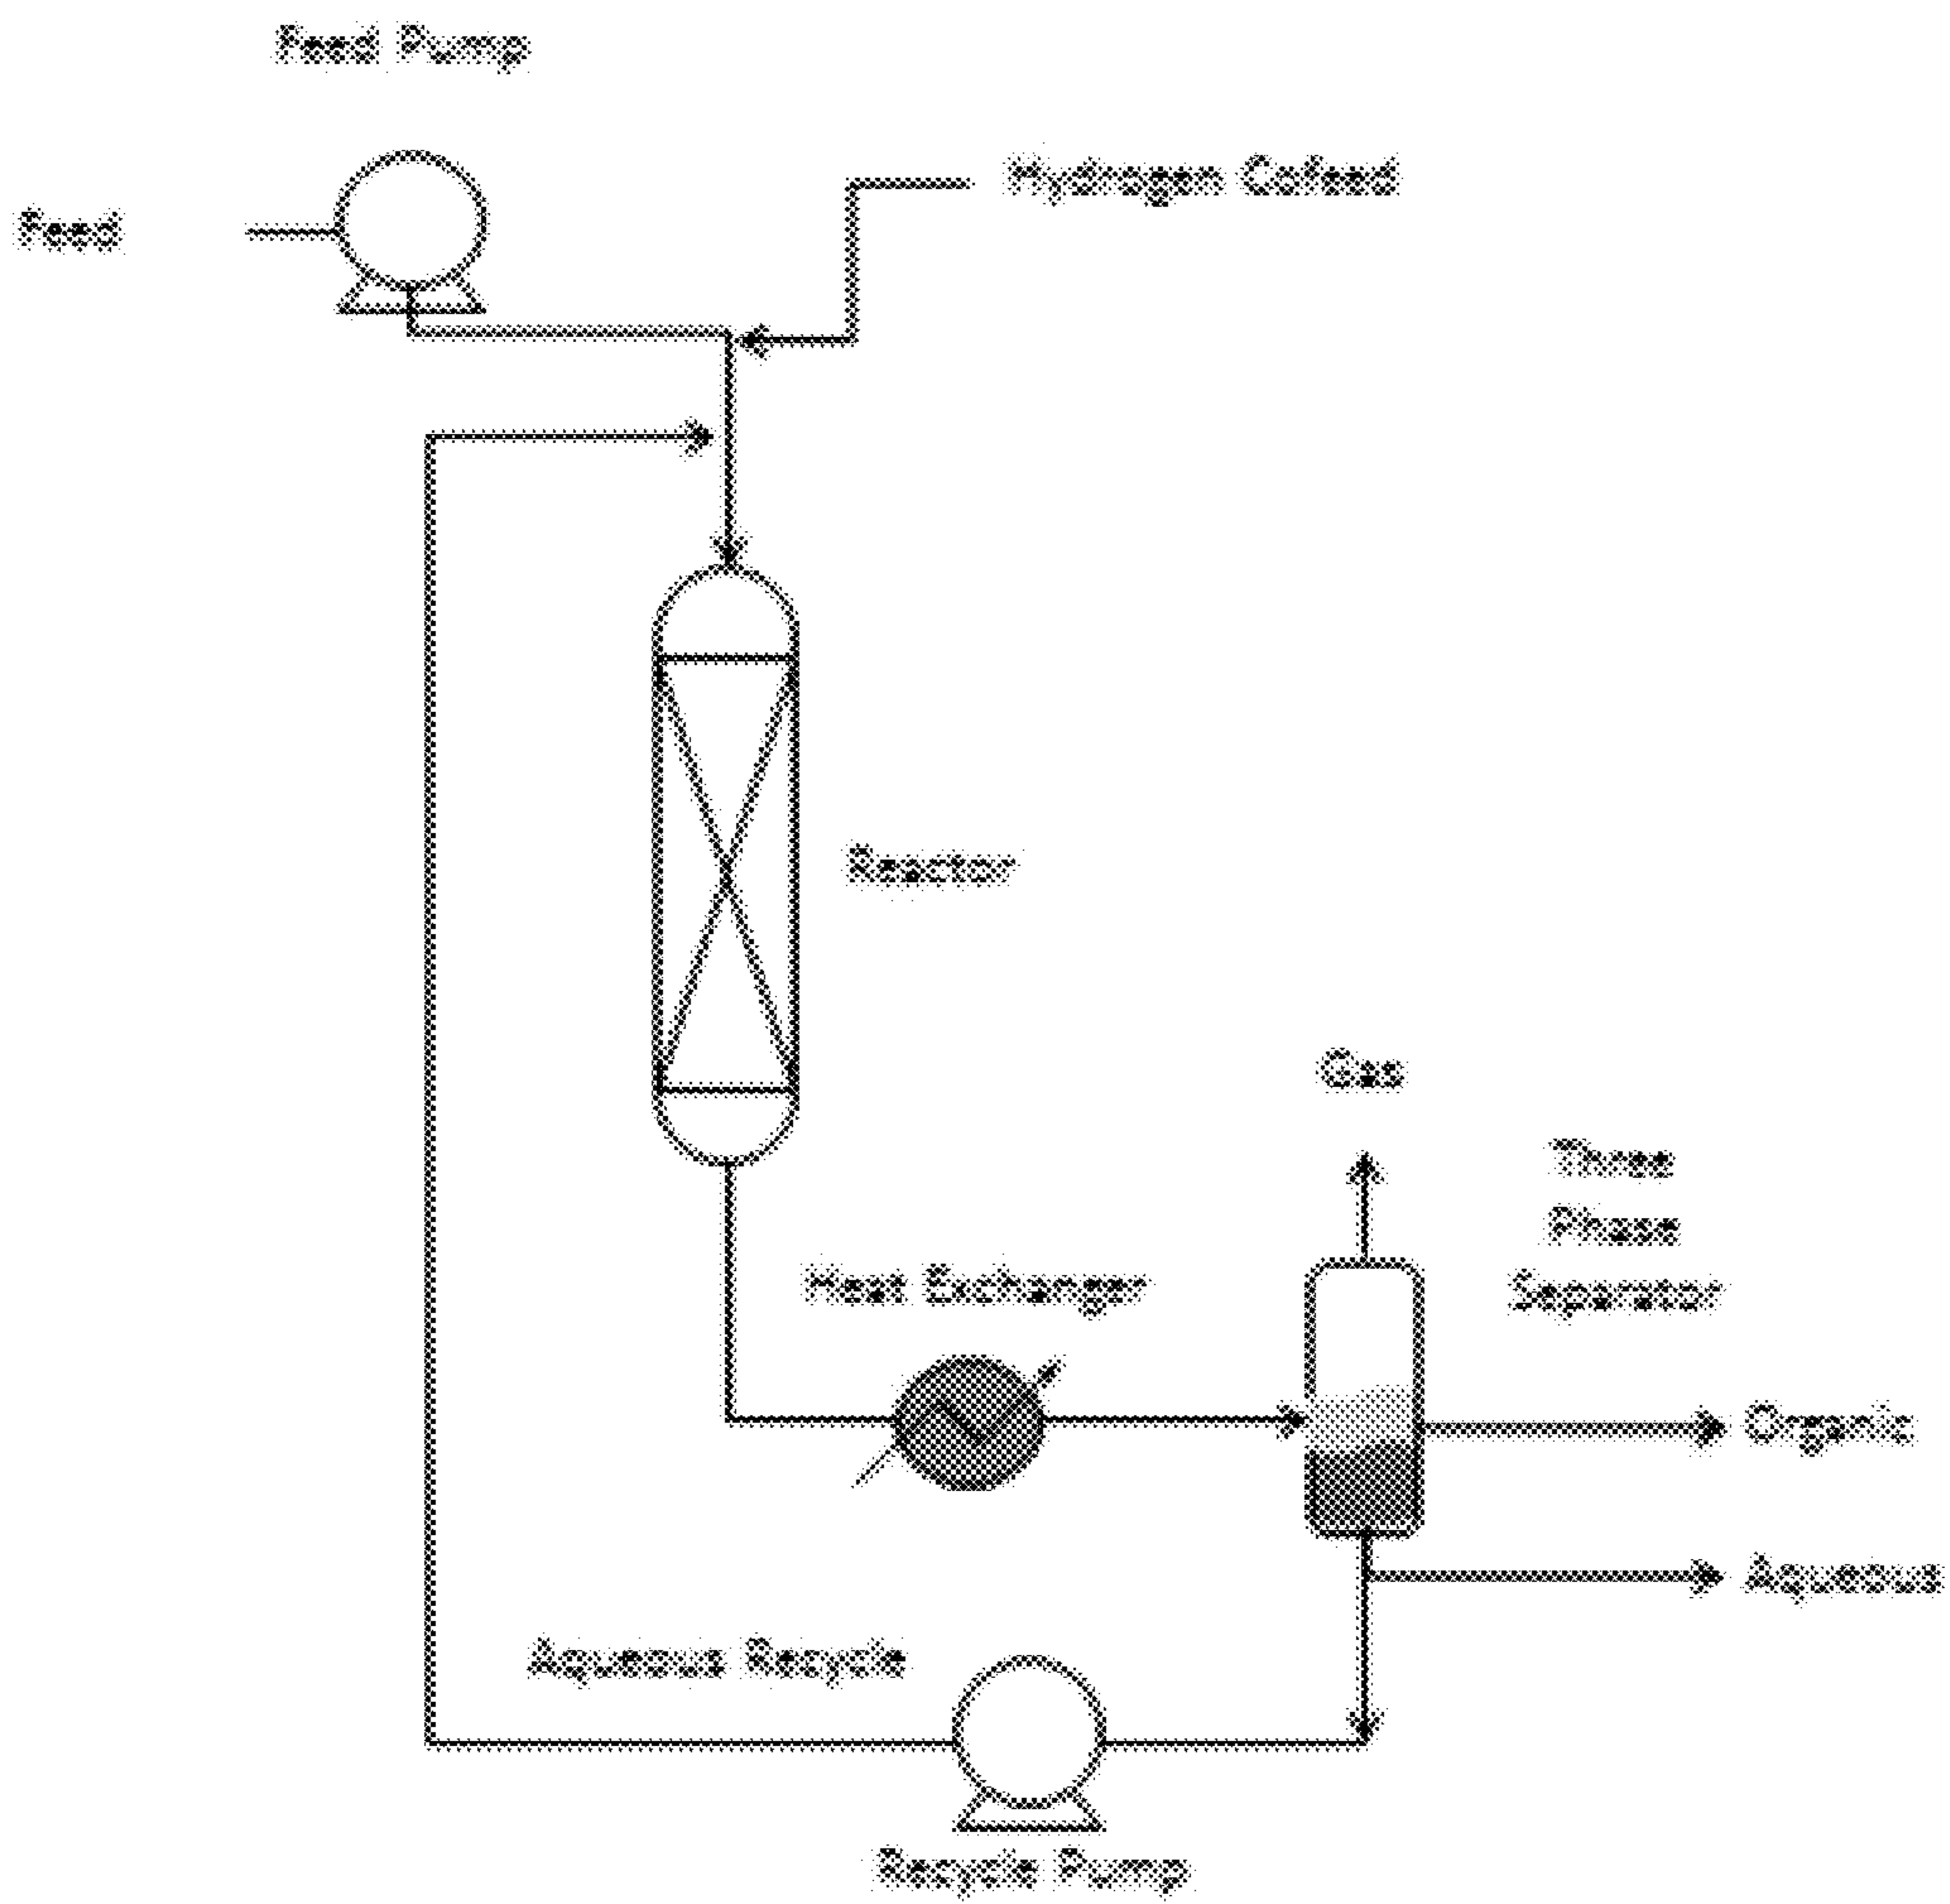 Feed Pump
Hydrogen Cofeed
Feed
Reactor
Gas
Three
Phase
Separator
Heat Exchanger
Organic
Aqueous
Aqueous Recycle
Recycle Pump